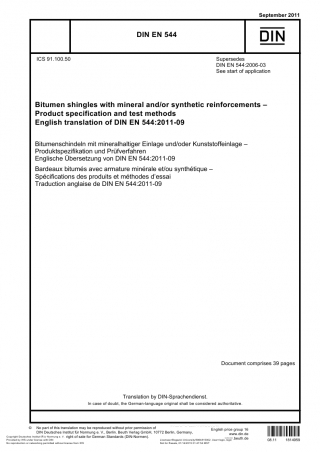 September 2011
DIN EN 544
DIN
ICS 91.100.50
Supersedes
DIN EN 544:2006-03
See start of application
Bitumen shingles with mineral and/or synthetic reinforcements –
Product specification and test methods
English translation of DIN EN 544:2011-09
Bitumenschindeln mit mineralhaltiger Einlage und/oder Kunststoffeinlage –
Produktspezifikation und Prüfverfahren
Englische Übersetzung von DIN EN 544:2011-09
Bardeaux bitumés avec armature minérale et/ou synthétique –
Spécifications des produits et méthodes d'essai
Traduction anglaise de DIN EN 544:2011-09
Document comprises 39 pages
Translation by DIN-Sprachendienst.
In case of doubt, the German-language original shall be considered authoritative.
© No part of this translation may be reproduced without prior permission of
DIN Deutsches Institut für Normung e. V., Berlin. Beuth Verlag GmbH, 10772 Berlin, Germany,
right of sale for German Standards (DIN-Normen).
English price group 16
www.din.de
www.beuth.de